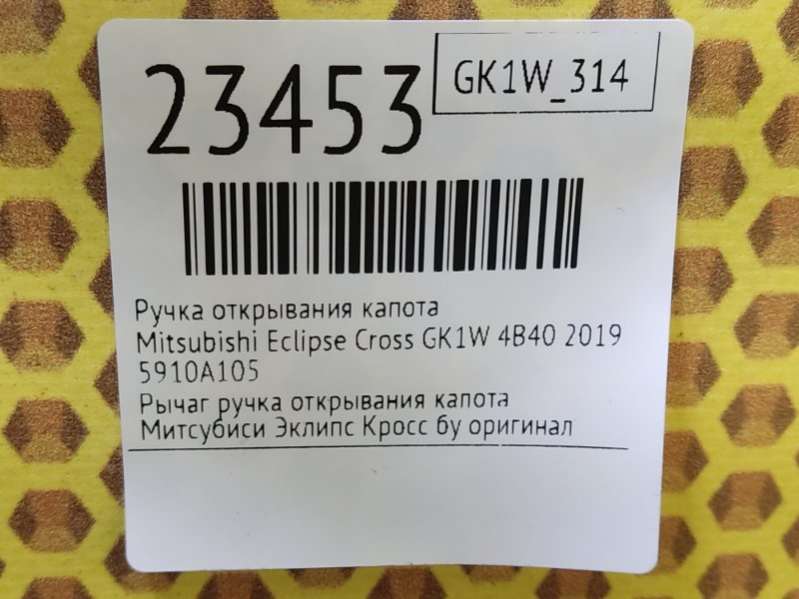 23453
GK1W_314
Ручка открывания капота
Mitsubishi Eclipse Cross GK1W 4B40 2019
5910A105
Рычаг ручка открывания капота
Митсубиси Эклипс Кросс бу оригинал